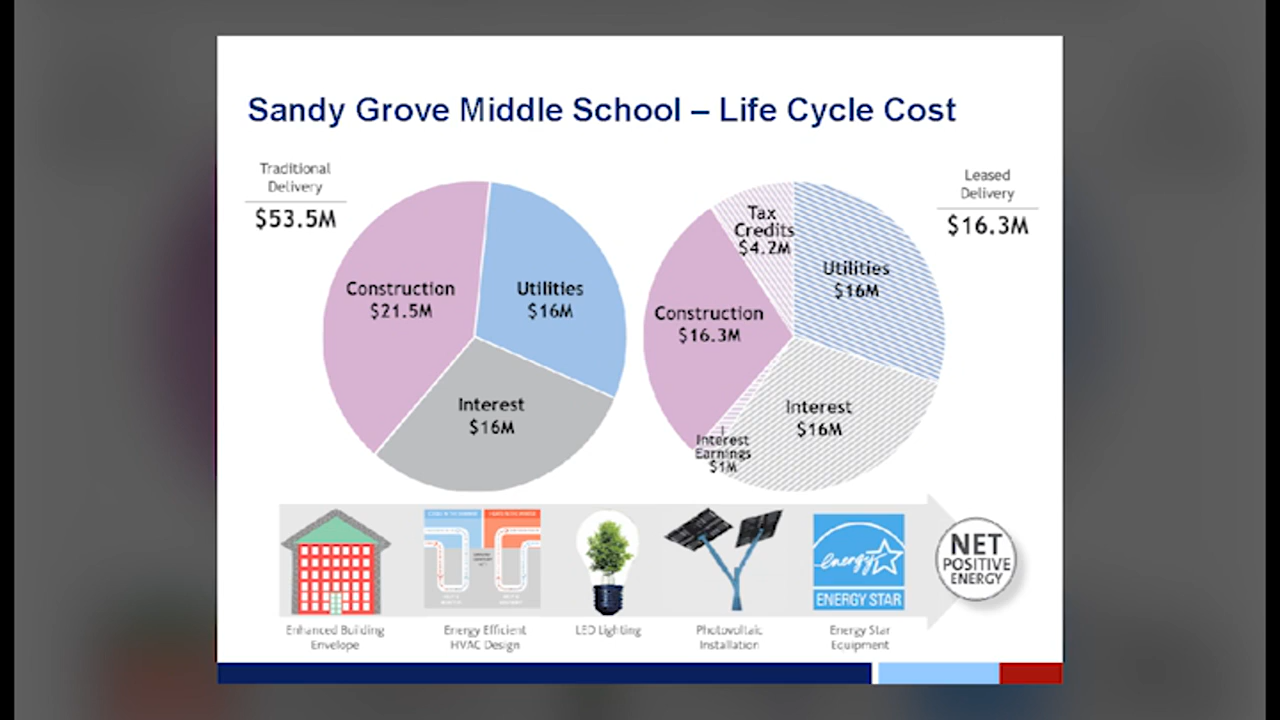 Sandy Grove Middle School – Life Cycle Cost
Traditional
Delivery
$53.5M
Leased
Delivery
$16.3M
Construction
$21.5M
Utilities
$16M
Interest
$16M
Tax
Credits
$4.2M
Utilities
$16M
Construction
$16.3M
Interest
$16M
Interest
Earnings
$1M
energy
ENERGY STAR
NET
POSITIVE
ENERGY
Enhanced Building
Envelope
Energy Efficient
HVAC Design
LED Lighting
Photovoltaic
Installation
Energy Star
Equipment